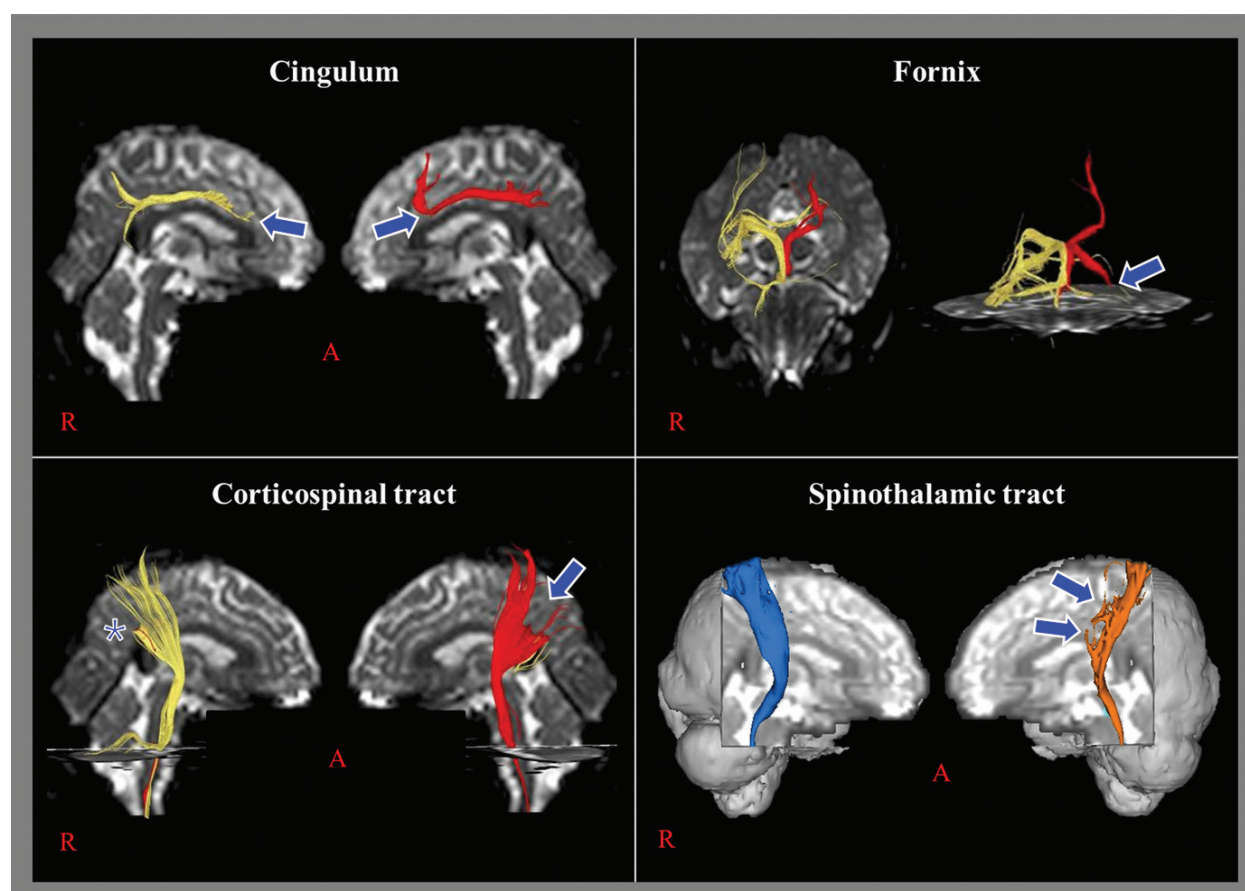 Cingulum
A
R
Fornix
R
Corticospinal tract
*
A
R
Spinothalamic tract
A
R